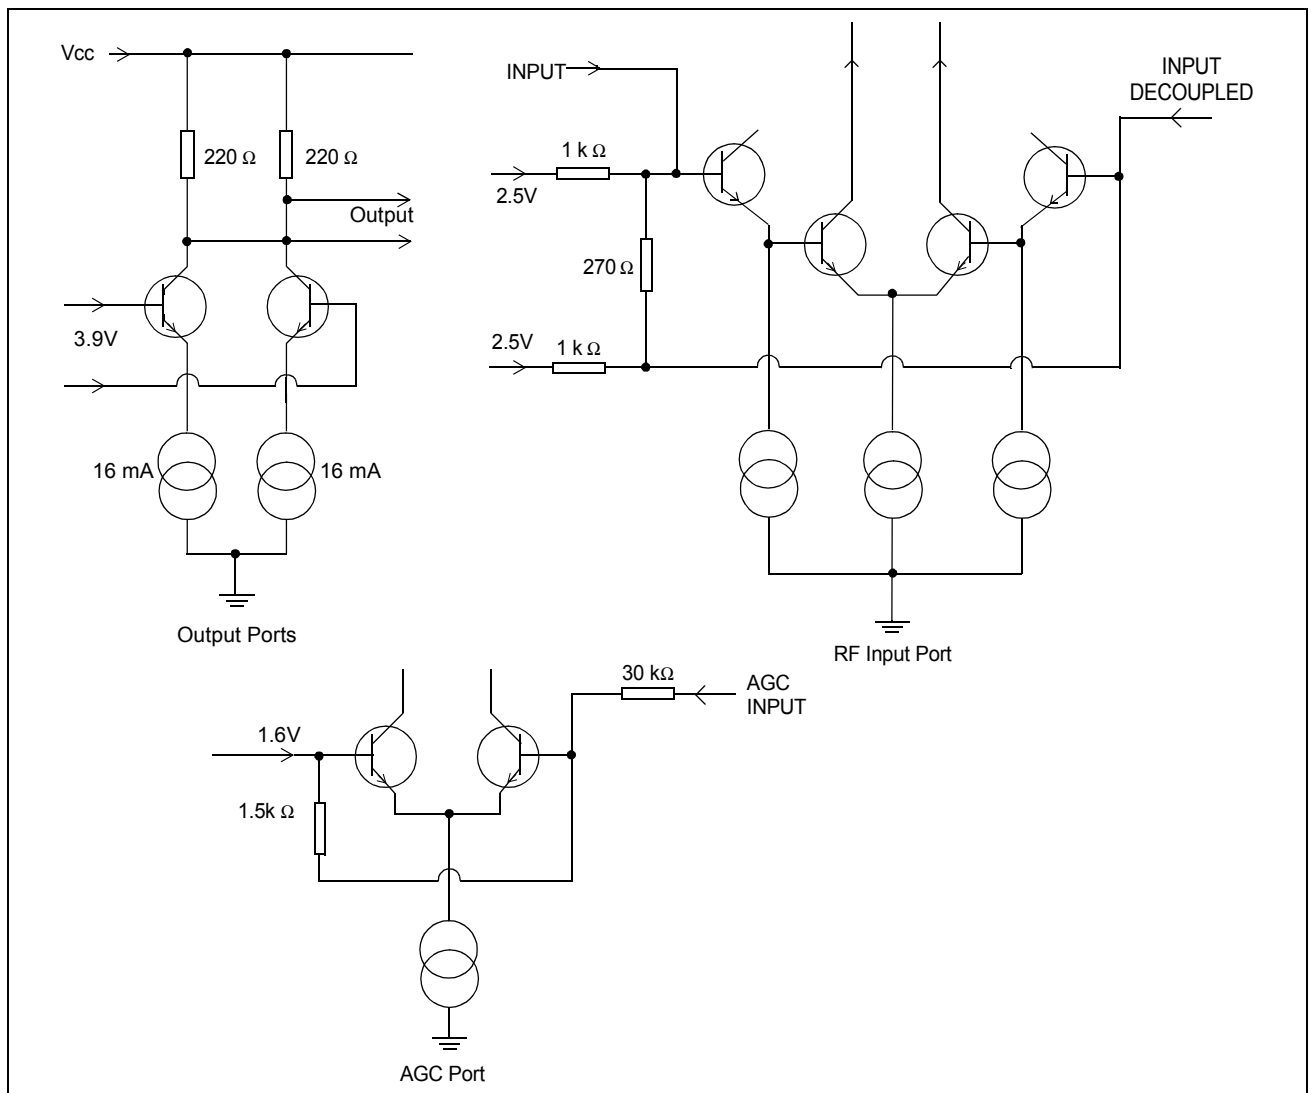 Vcc
220 Ω
220 Ω
Output
3.9V
16 mA
16 mA
Output Ports
INPUT
1 k Ω
2.5V
270 Ω
2.5V
1 k Ω
INPUT
DECOUPLED
RF Input Port
1.6V
1.5k Ω
30 kΩ
AGC
INPUT
AGC Port